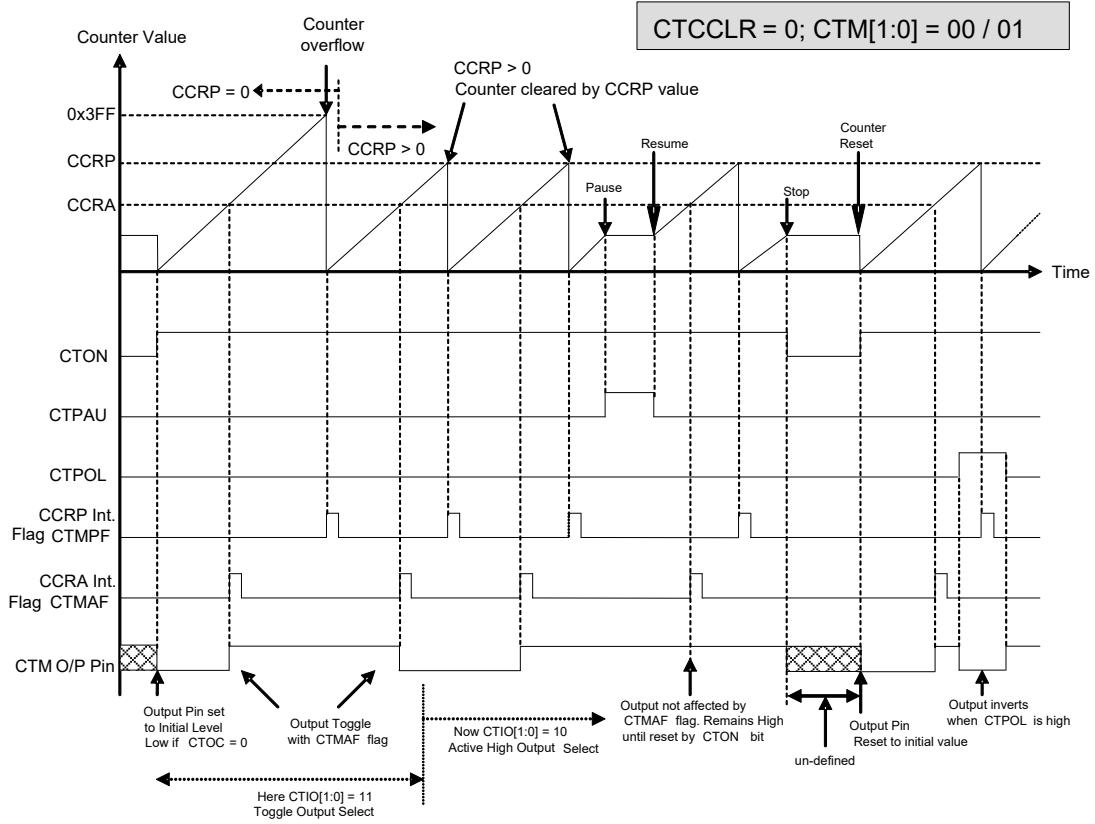 CTCCLR = 0; CTM[1:0] = 00 / 01
Counter Value
Counter
overflow
CCRP = 0
CCRP > 0
CCRP > 0
Counter cleared by CCRP value
0x3FF
CCRP
CCRA
Pause
Resume
Stop
Counter
Reset
Time
CTON
CTPAU
CTPOL
CCRP Int.
Flag CTMPF
CCRA Int.
Flag CTMAF
CTM O/P Pin
Output Pin set
to Initial Level
Low if CTOC = 0
Output Toggle
with CTMAF flag
Here CTIO[1:0] = 11
Toggle Output Select
Now CTIO[1:0] = 10
Active High Output Select
Output not affected by
CTMAF flag. Remains High
until reset by CTON bit
un-defined
Output Pin
Reset to initial value
Output inverts
when CTPOL is high